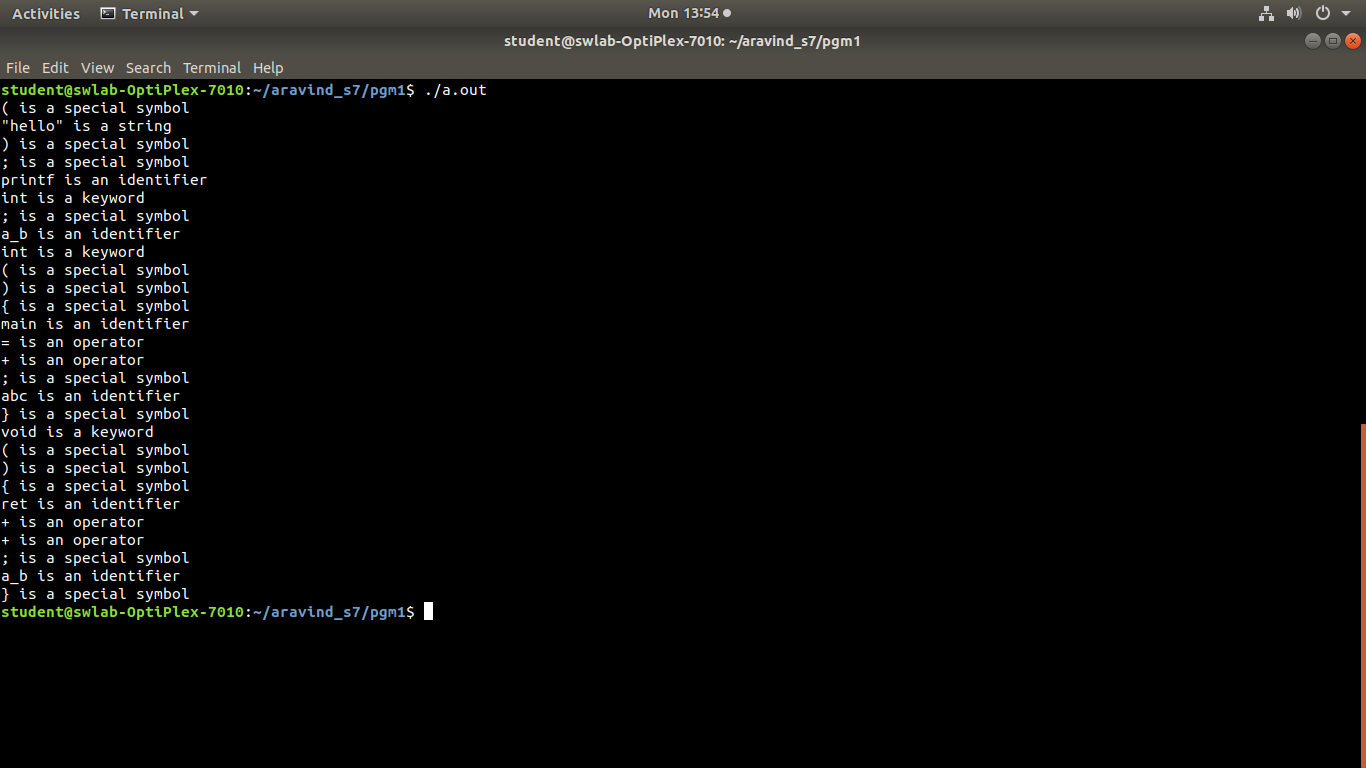 Activities Terminal Mon 13:54
student@swlab-OptiPlex-7010: ~/aravind_s7/pgm1
File Edit View Search Terminal Help
student@swlab-OptiPlex-7010:~/aravind_s7/pgm1$ ./a.out
( is a special symbol
"hello" is a string
) is a special symbol
; is a special symbol
printf is an identifier
int is a keyword
; is a special symbol
a_b is an identifier
int is a keyword
( is a special symbol
) is a special symbol
{ is a special symbol
main is an identifier
= is an operator
+ is an operator
; is a special symbol
abc is an identifier
} is a special symbol
void is a keyword
( is a special symbol
) is a special symbol
{ is a special symbol
ret is an identifier
+ is an operator
+ is an operator
; is a special symbol
a_b is an identifier
} is a special symbol
student@swlab-OptiPlex-7010:~/aravind_s7/pgm1$